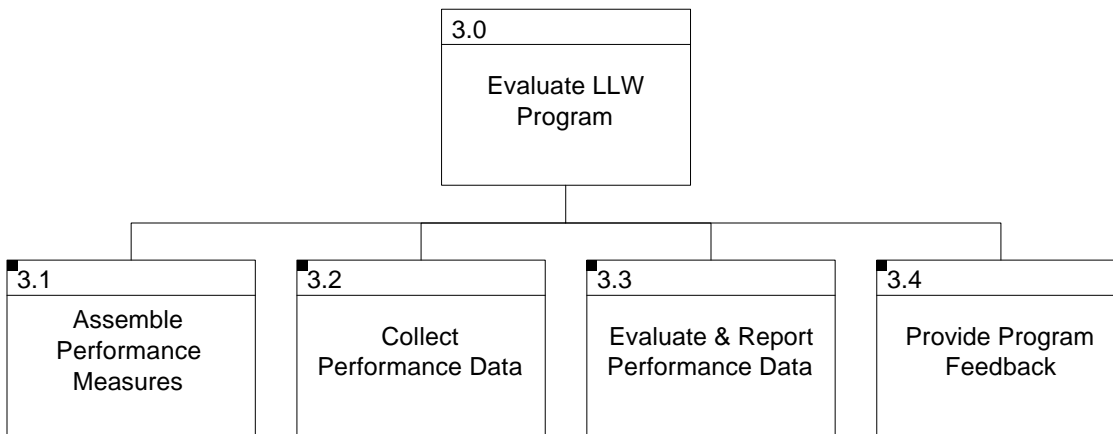 3.0
Evaluate LLW
Program
3.1
Assemble
Performance
Measures
3.2
Collect
Performance Data
3.3
Evaluate & Report
Performance Data
3.4
Provide Program
Feedback